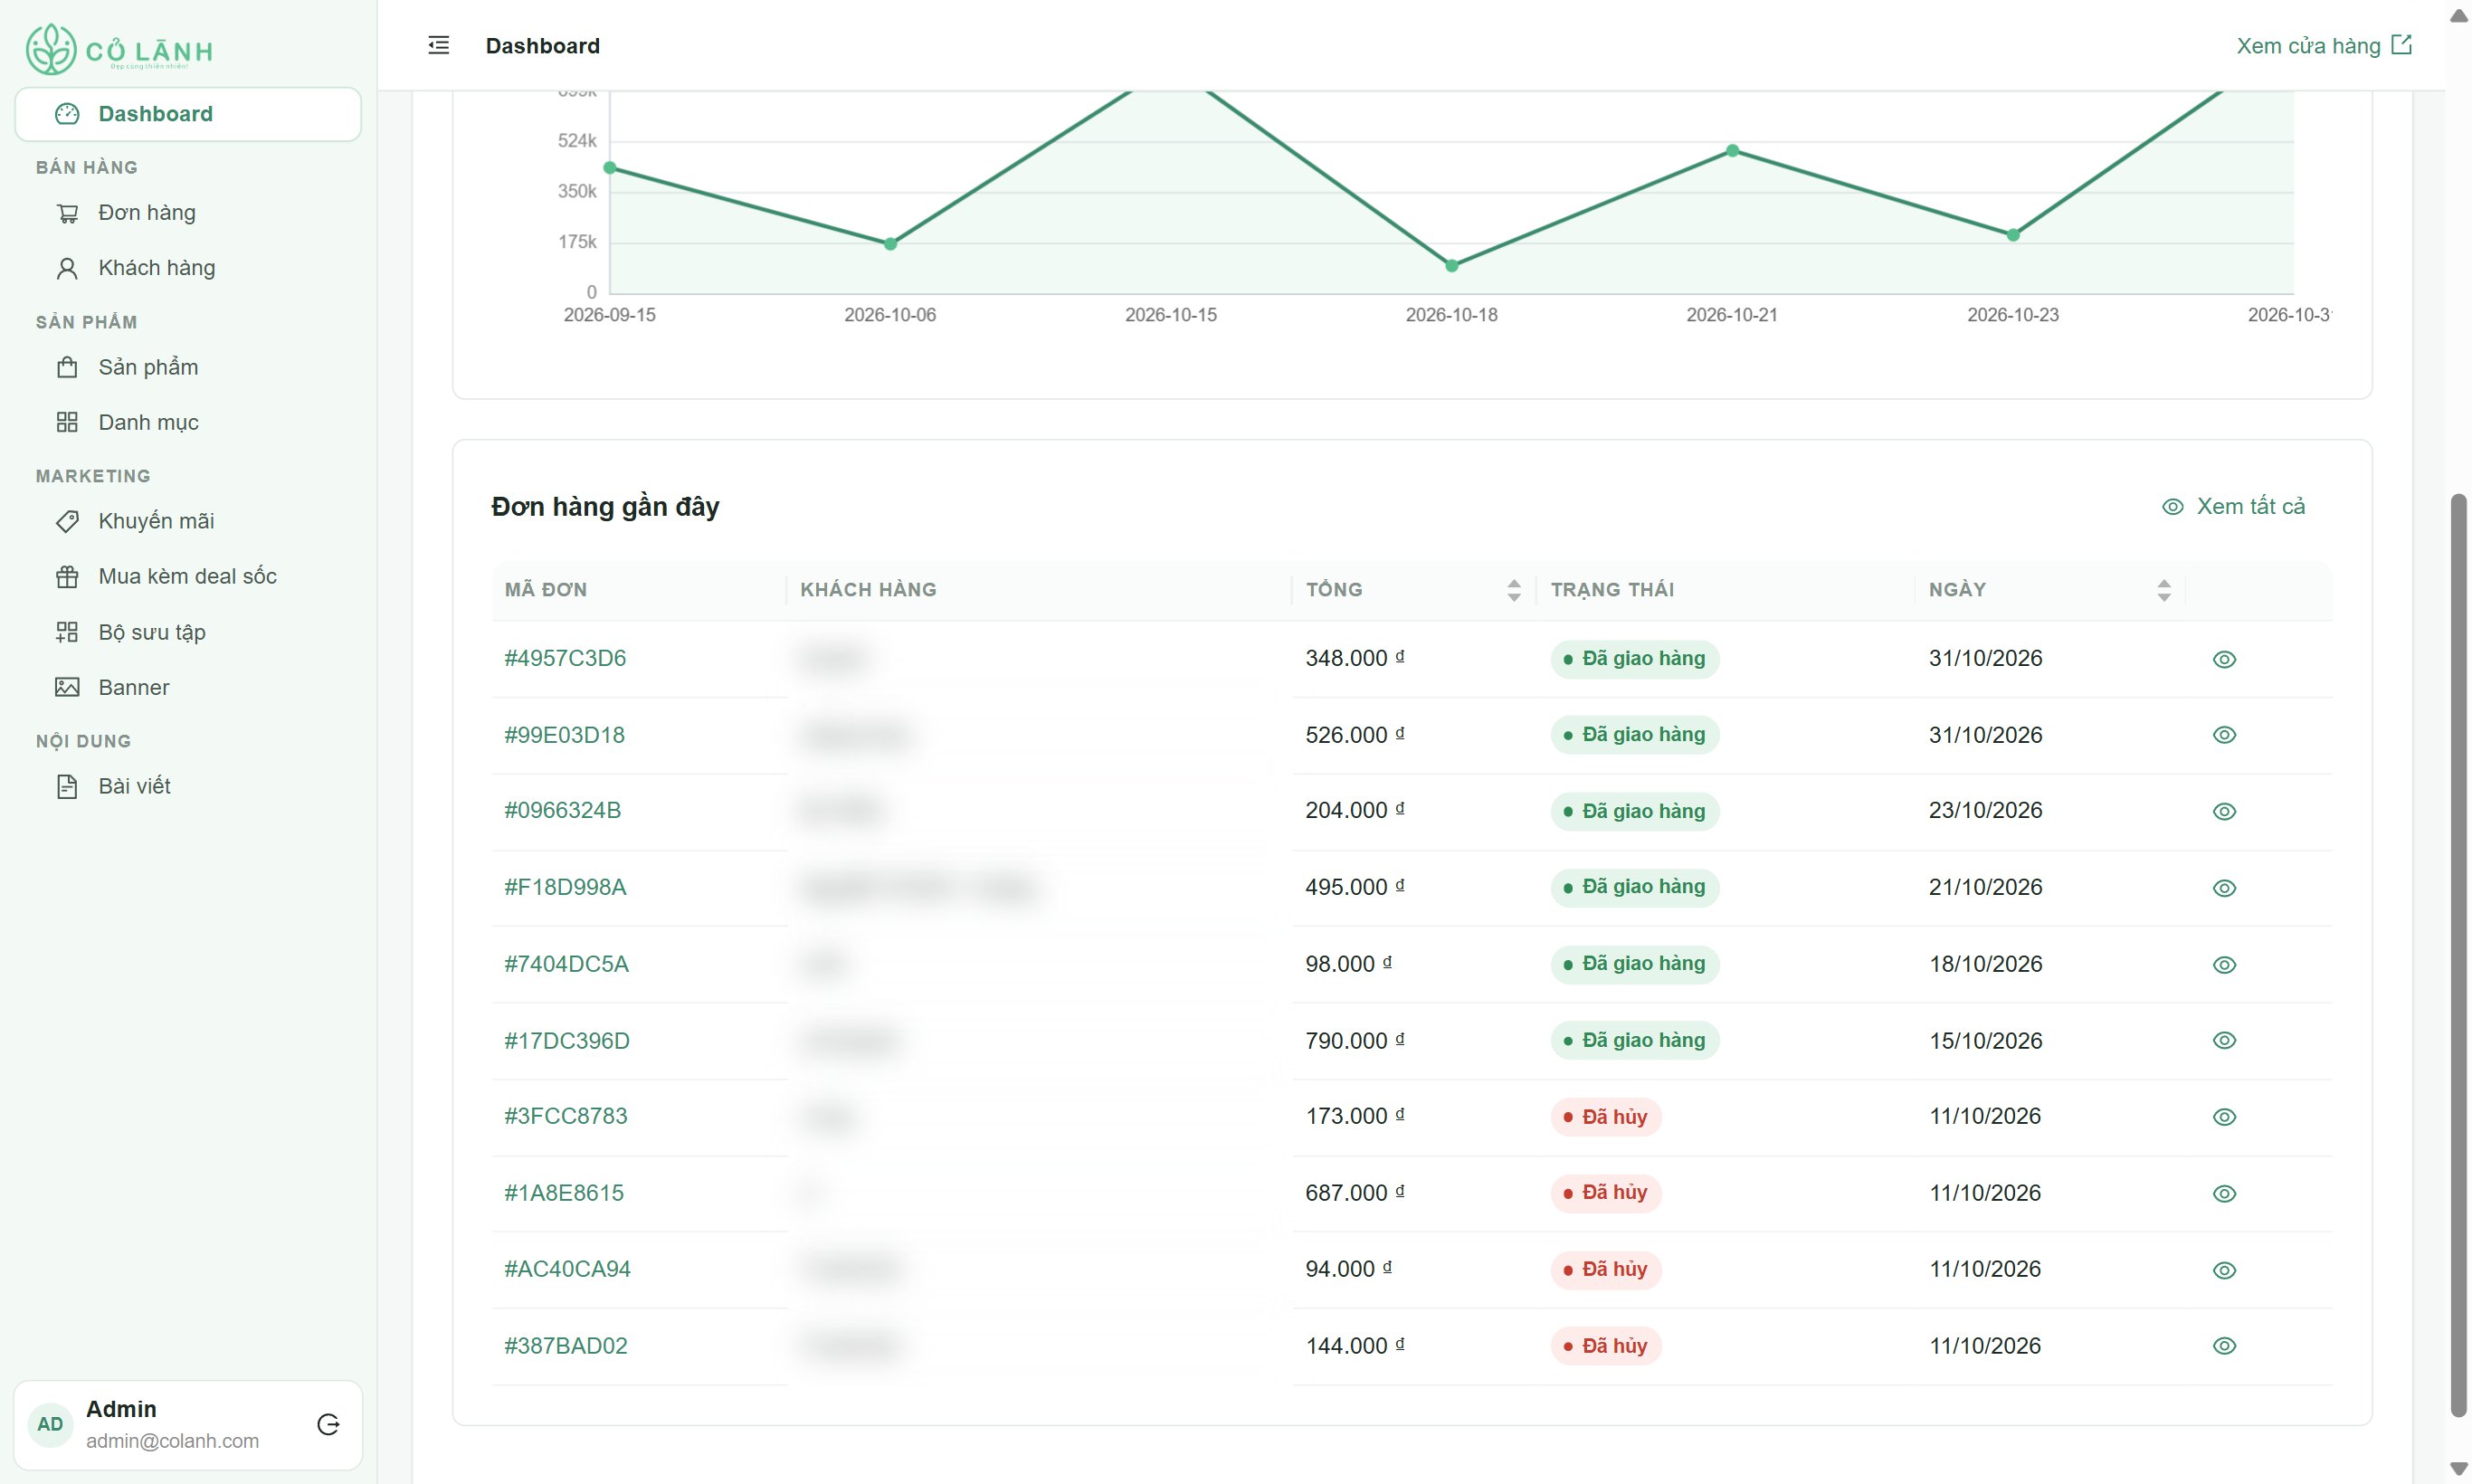 CỎ LÀNH
Đẹp cùng thiên nhiên!
Dashboard
BÁN HÀNG
Đơn hàng
Khách hàng
SẢN PHẨM
Sản phẩm
Danh mục
MARKETING
Khuyến mãi
Mua kèm deal sốc
Bộ sưu tập
Banner
NỘI DUNG
Bài viết
AD
Admin
admin@colanh.com
Dashboard
Xem cửa hàng
524k
350k
175k
0
2026-09-15 2026-10-06 2026-10-15 2026-10-18 2026-10-21 2026-10-23 2026-10-3
Đơn hàng gần đây
Xem tất cả
MÃ ĐƠN KHÁCH HÀNG TỔNG TRẠNG THÁI NGÀY
#4957C3D6 348.000 ₫ Đã giao hàng 31/10/2026
#99E03D18 526.000 ₫ Đã giao hàng 31/10/2026
#0966324B 204.000 ₫ Đã giao hàng 23/10/2026
#F18D998A 495.000 ₫ Đã giao hàng 21/10/2026
#7404DC5A 98.000 ₫ Đã giao hàng 18/10/2026
#17DC396D 790.000 ₫ Đã giao hàng 15/10/2026
#3FCC8783 173.000 ₫ Đã hủy 11/10/2026
#1A8E8615 687.000 ₫ Đã hủy 11/10/2026
#AC40CA94 94.000 ₫ Đã hủy 11/10/2026
#387BAD02 144.000 ₫ Đã hủy 11/10/2026